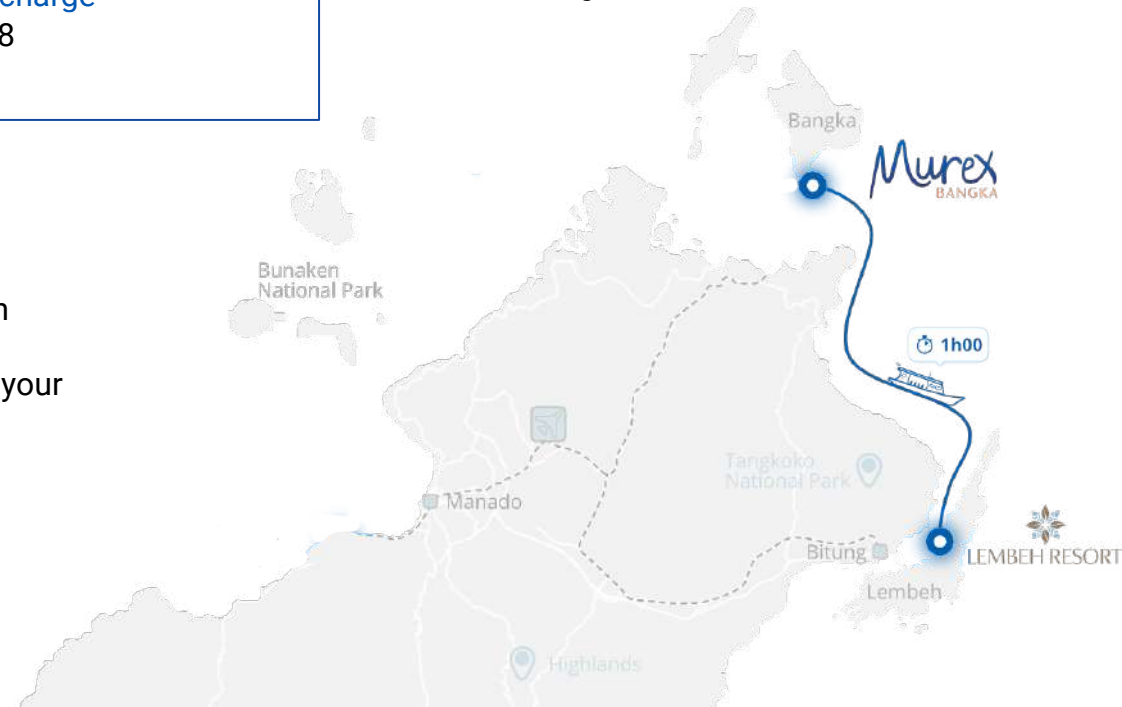 charge
8
Bangka
Murex
BANGKA
Bunaken
National Park
your
1h00
Tangkoko
National Park
Manado
Bitung
LEMBEH RESORT
Lembeh
Highlands